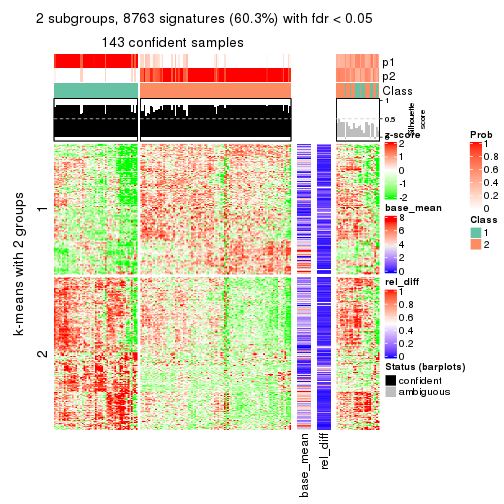 2 subgroups, 8763 signatures (60.3%) with fdr < 0.05
143 confident samples
p1
p2
Class
1
0.5
0
Silhouette
score
k-means with 2 groups
1
2
base_mean
rel_diff
z-score
2
1
0
-1
-2
base_mean
8
6
4
2
0
rel_diff
1
0.8
0.6
0.4
0.2
0
Status (barplots)
confident
ambiguous
Prob
1
0.8
0.6
0.4
0.2
0
Class
1
2